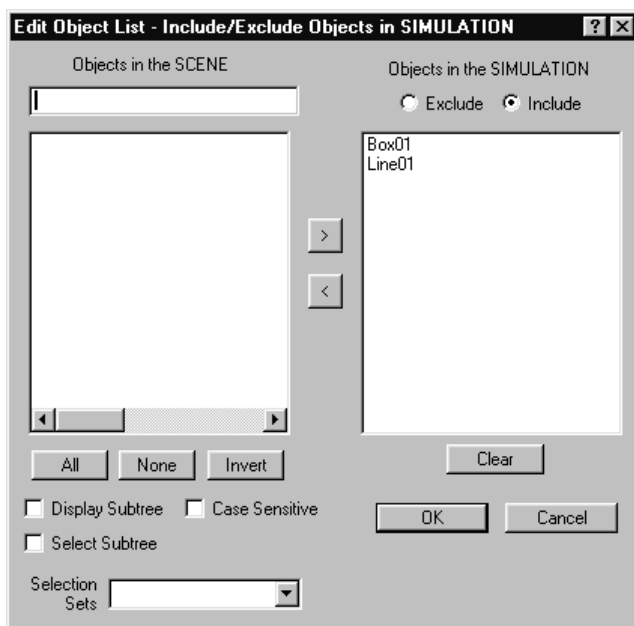 Edit Object List - Include/Exclude Objects in SIMULATION
Objects in the SCENE
Objects in the SIMULATION
Exclude
Include
Box01
Line01
>
<
All
None
Invert
Clear
Display Subtree
Case Sensitive
Select Subtree
OK
Cancel
Selection
Sets